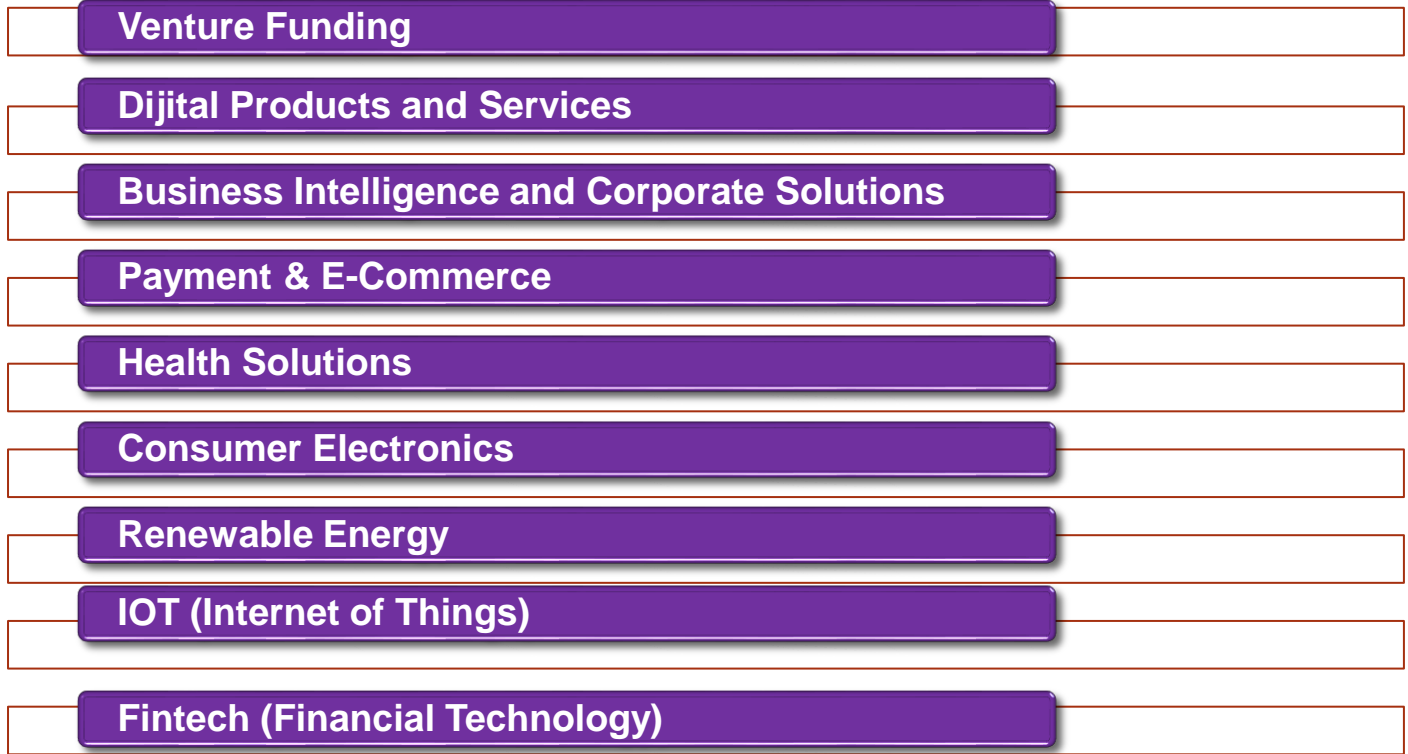 Venture Funding
Dijital Products and Services
Business Intelligence and Corporate Solutions
Payment & E-Commerce
Health Solutions
Consumer Electronics
Renewable Energy
IOT (Internet of Things)
Fintech (Financial Technology)